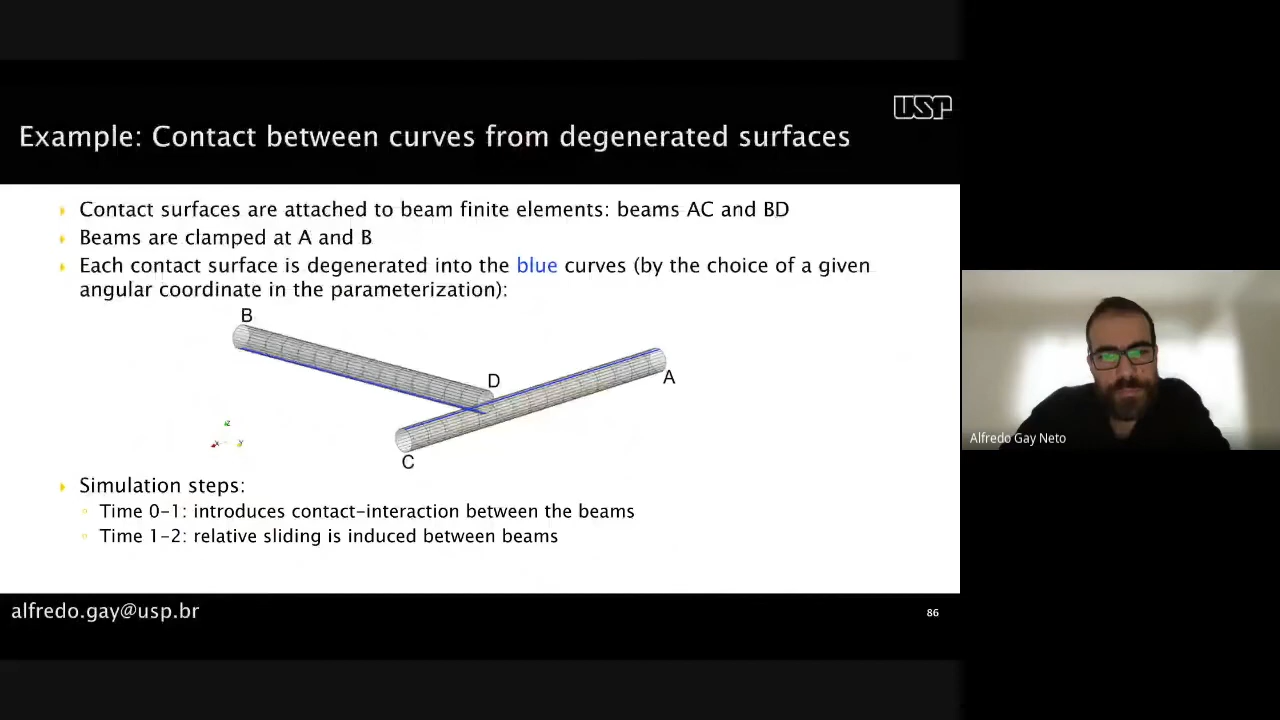 USP
Example: Contact between curves from degenerated surfaces
Contact surfaces are attached to beam finite elements: beams AC and BD
Beams are clamped at A and B
Each contact surface is degenerated into the blue curves (by the choice of a given
angular coordinate in the parameterization):
B
D
A
C
x
z
y
Simulation steps:
Time 0-1: introduces contact-interaction between the beams
Time 1-2: relative sliding is induced between beams
alfredo.gay@usp.br
86
Alfredo Gay Neto